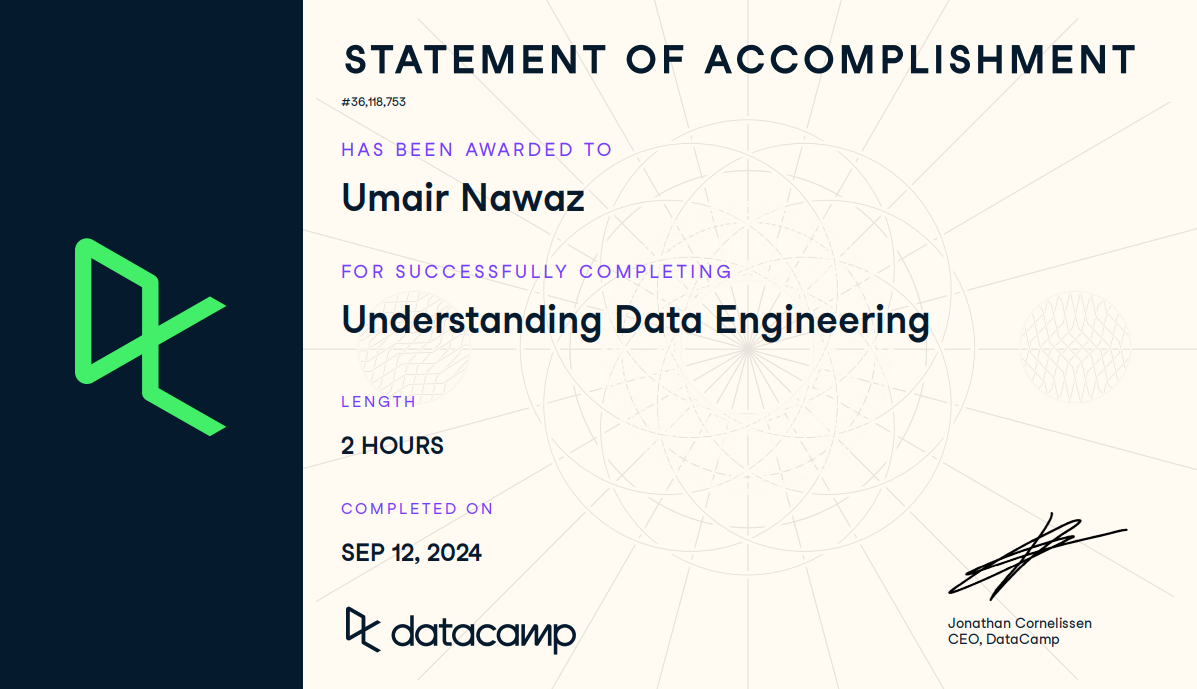 STATEMENT OF ACCOMPLISHMENT
#36,118,753
HAS BEEN AWARDED TO
Umair Nawaz
FOR SUCCESSFULLY COMPLETING
Understanding Data Engineering
LENGTH
2 HOURS
COMPLETED ON
SEP 12, 2024
datacamp
Jonathan Cornelissen
CEO, DataCamp